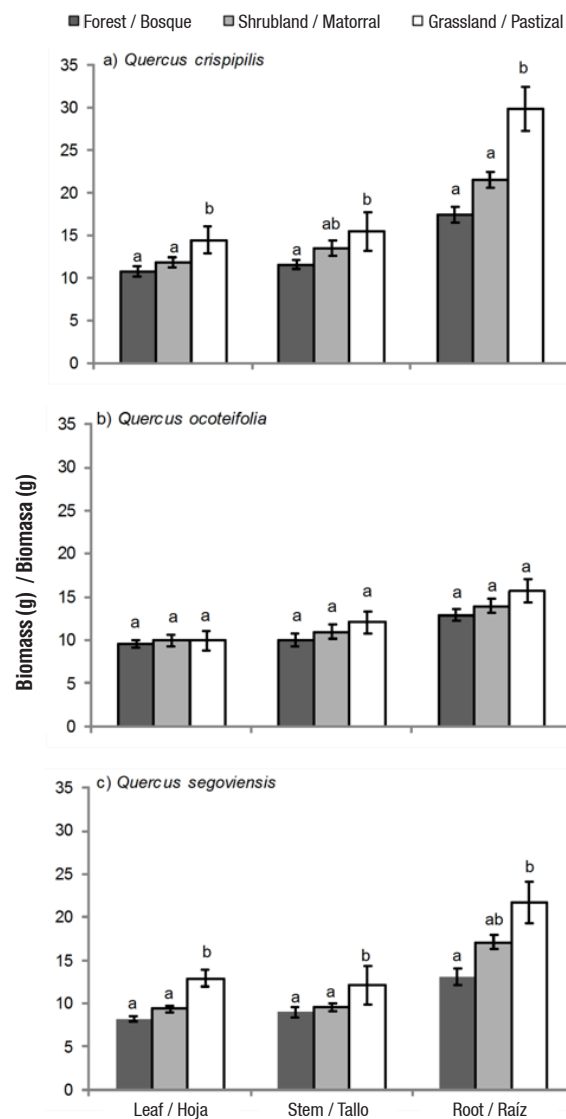 Forest / Bosque Shrubland / Matorral Grassland / Pastizal
a) Quercus crispipilis
35
30
25
20
15
10
5
0
a a b
a ab b
a a b
b) Quercus ocoteifolia
35
30
25
20
15
10
5
0
a a a
a a a
a a a
Biomass (g) / Biomasa (g)
c) Quercus segoviensis
35
30
25
20
15
10
5
0
a a b
a a b
a ab b
Leaf / Hoja Stem / Tallo Root / Raíz